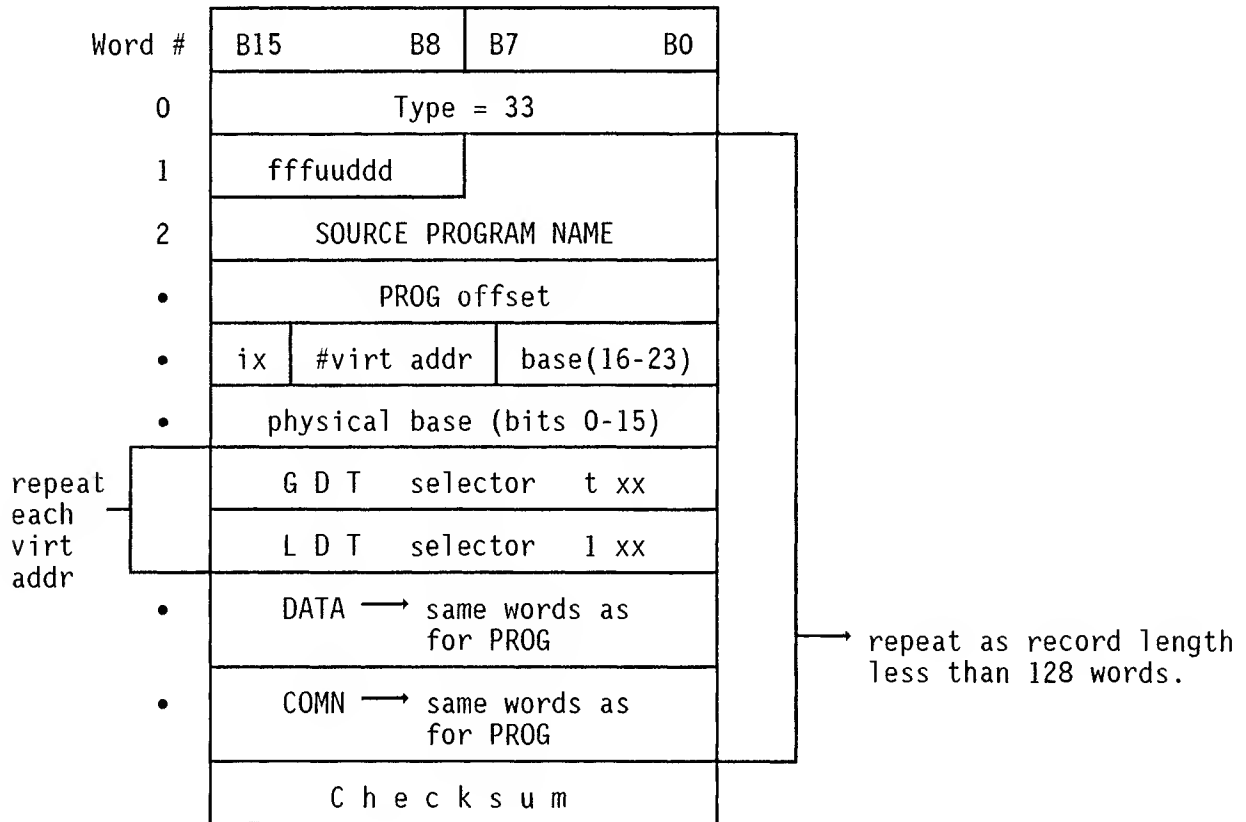 Word # B15 B8 B7 B0
0 Type = 33
1 fffuuddd
2 SOURCE PROGRAM NAME
• PROG offset
• ix #virt addr base(16-23)
• physical base (bits 0-15)
repeat
each
virt
addr
G D T selector t xx
L D T selector l xx
• DATA → same words as
for PROG
repeat as record length
less than 128 words.
• COMN → same words as
for PROG
C h e c k s u m